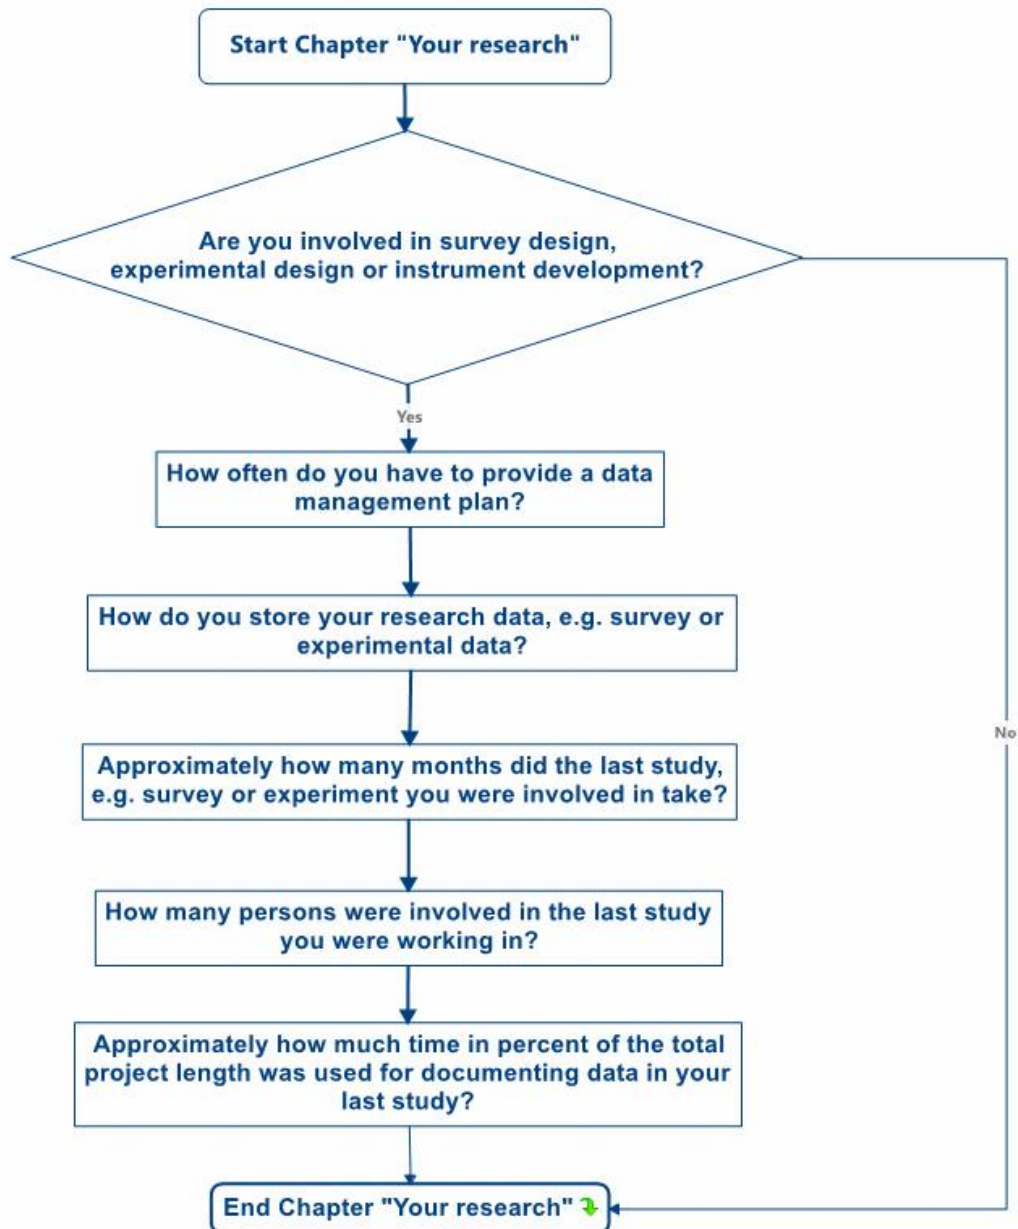 Start Chapter "Your research"
Are you involved in survey design,
experimental design or instrument development?
Yes
How often do you have to provide a data
management plan?
How do you store your research data, e.g. survey or
experimental data?
No
Approximately how many months did the last study,
e.g. survey or experiment you were involved in take?
How many persons were involved in the last study
you were working in?
Approximately how much time in percent of the total
project length was used for documenting data in your
last study?
End Chapter "Your research"